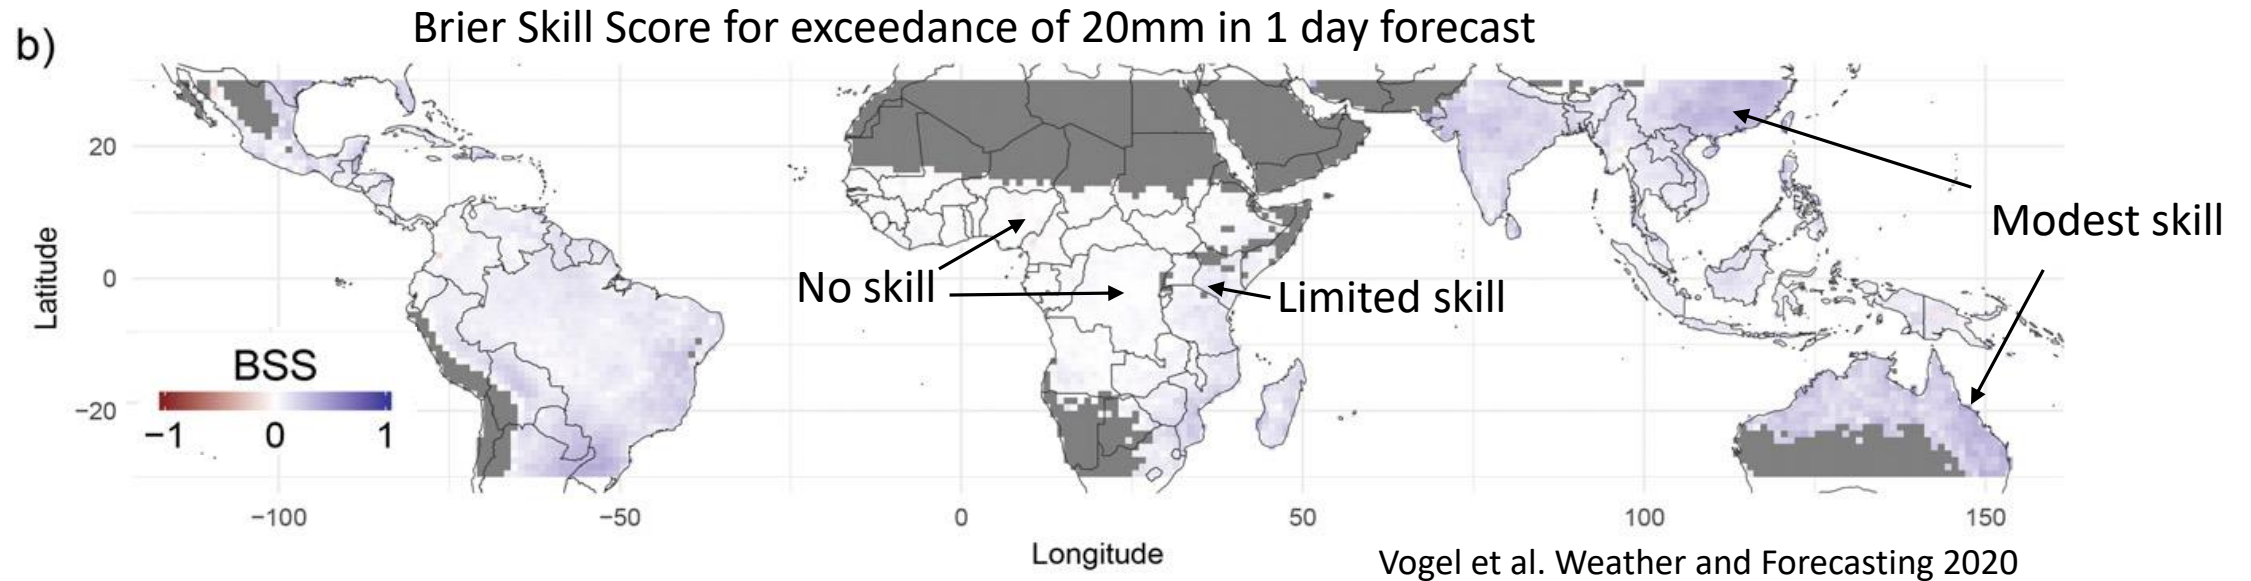 Brier Skill Score for exceedance of 20mm in 1 day forecast
b)
20
0
−20
Latitude
BSS
−1 0 1
No skill
Limited skill
Modest skill
−100 −50 0 50 100 150
Longitude
Vogel et al. Weather and Forecasting 2020